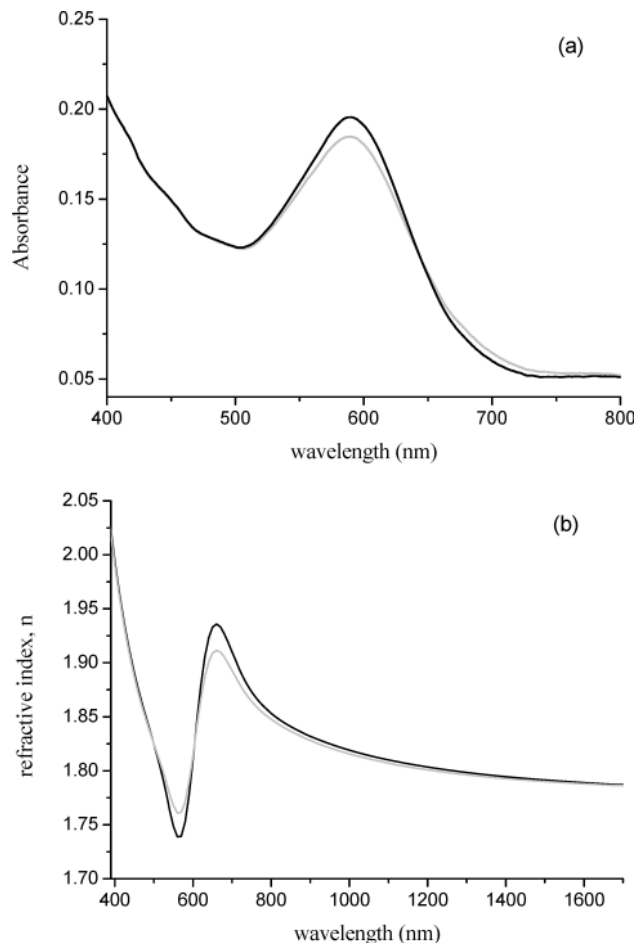 (a)
Absorbance
0.25
0.20
0.15
0.10
0.05
400 500 600 700 800
wavelength (nm)
(b)
refractive index, n
2.05
2.00
1.95
1.90
1.85
1.80
1.75
1.70
400 600 800 1000 1200 1400 1600
wavelength (nm)